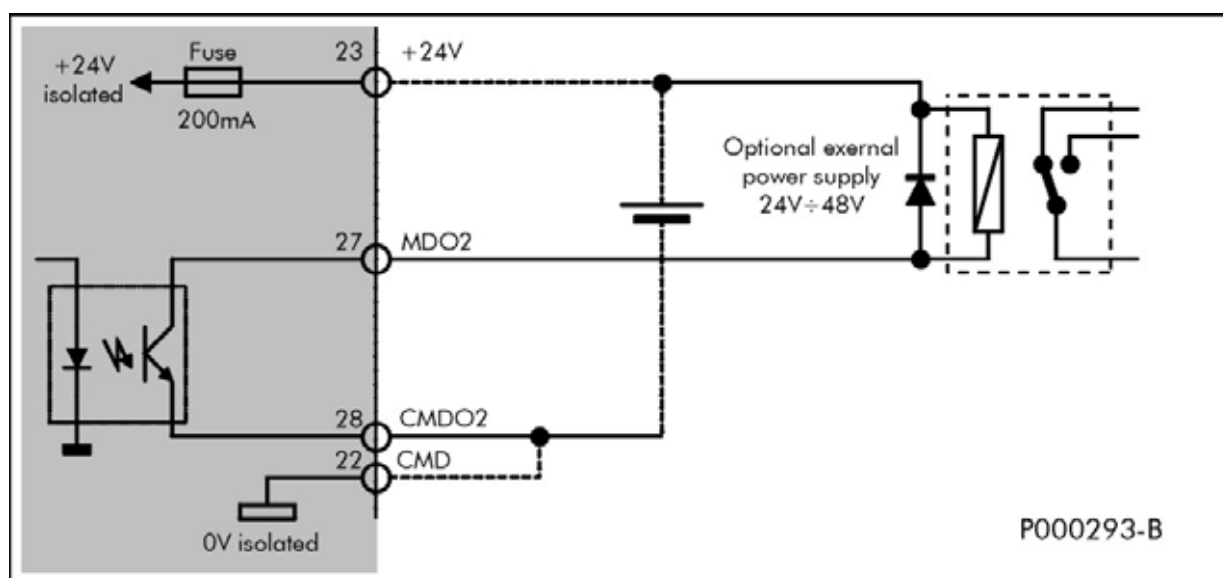 Fuse
23
+24V
+24V
isolated
200mA
Optional exernal
power supply
24V÷48V
27
MDO2
28
CMDO2
22
CMD
0V isolated
P000293-B